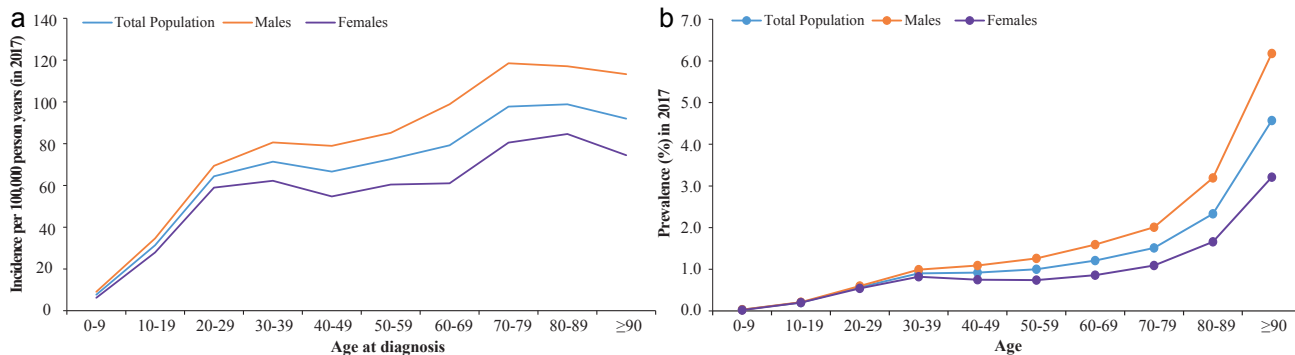 a
Total Population Males Females
Incidence per 100,000 person years (in 2017)
140
120
100
80
60
40
20
0
0-9 10-19 20-29 30-39 40-49 50-59 60-69 70-79 80-89 ≥90
Age at diagnosis
b
Total Population Males Females
Prevalence (%) in 2017
6.0
5.0
4.0
3.0
2.0
1.0
0.0
0-9 10-19 20-29 30-39 40-49 50-59 60-69 70-79 80-89 ≥90
Age